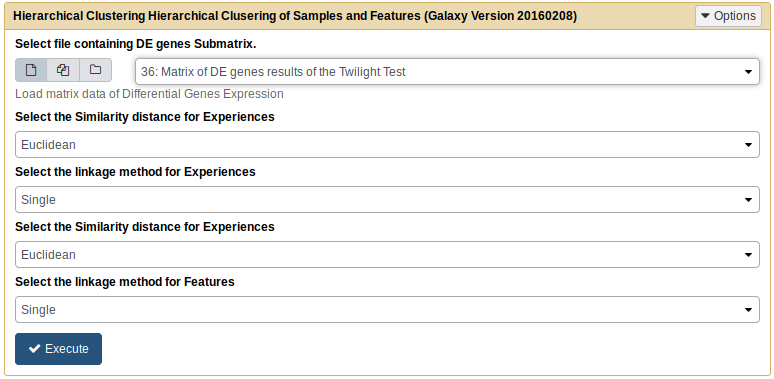 Hierarchical Clustering Hierarchical Clusering of Samples and Features (Galaxy Version 20160208)
Options
Select file containing DE genes Submatrix.
36: Matrix of DE genes results of the Twilight Test
Load matrix data of Differential Genes Expression
Select the Similarity distance for Experiences
Euclidean
Select the linkage method for Experiences
Single
Select the Similarity distance for Experiences
Euclidean
Select the linkage method for Features
Single
Execute